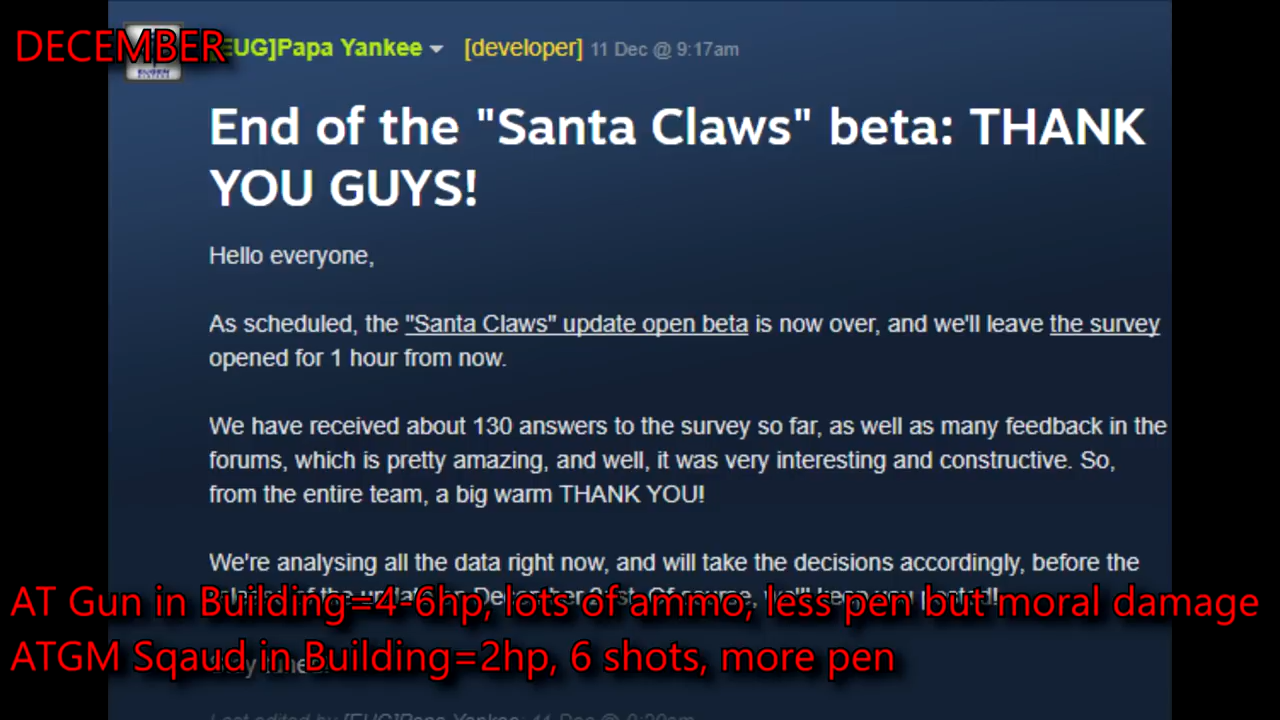 DECEMBER
EUG]Papa Yankee [developer] 11 Dec @ 9:17am
End of the "Santa Claws" beta: THANK
YOU GUYS!
Hello everyone,
As scheduled, the "Santa Claws" update open beta is now over, and we'll leave the survey
opened for 1 hour from now.
We have received about 130 answers to the survey so far, as well as many feedback in the
forums, which is pretty amazing, and well, it was very interesting and constructive. So,
from the entire team, a big warm THANK YOU!
We're analysing all the data right now, and will take the decisions accordingly, before the
AT Gun in Building=4-6hp, lots of ammo, less pen but moral damage
ATGM Sqaud in Building=2hp, 6 shots, more pen